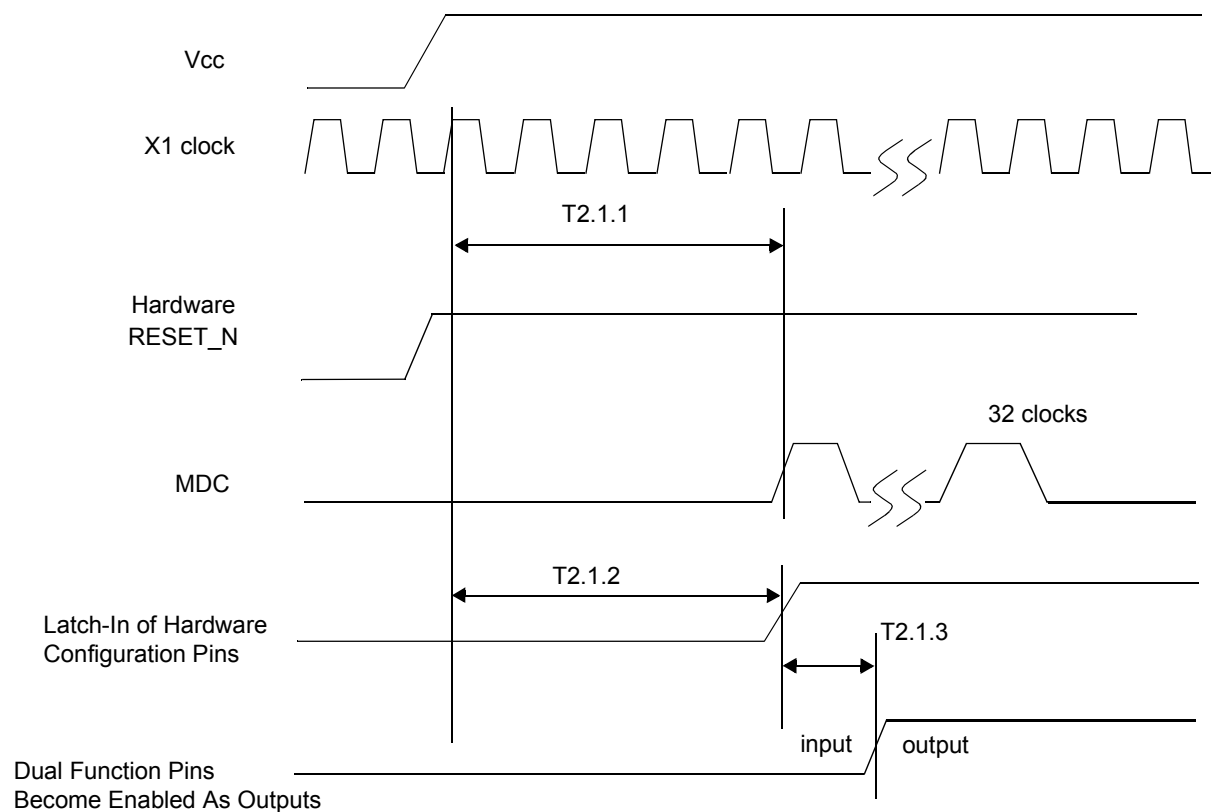 Vcc
X1 clock
T2.1.1
Hardware
RESET_N
32 clocks
MDC
T2.1.2
Latch-In of Hardware
Configuration Pins
T2.1.3
input
output
Dual Function Pins
Become Enabled As Outputs